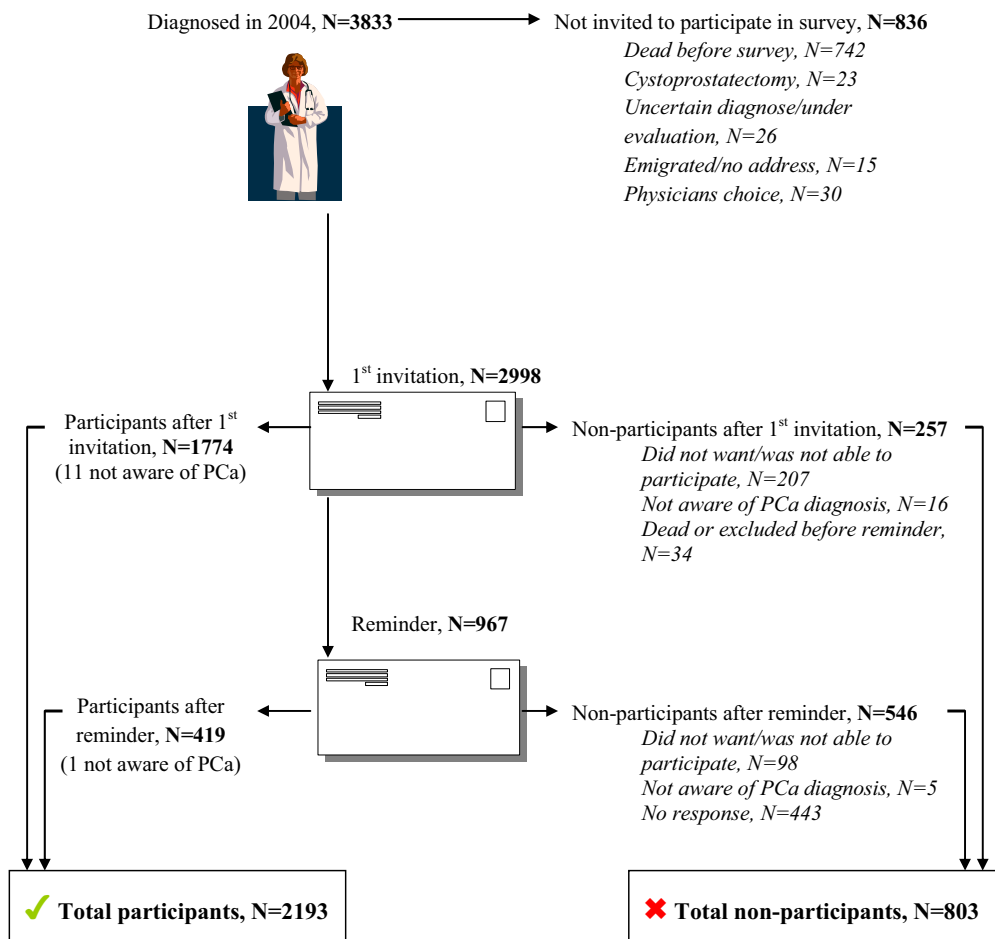 Diagnosed in 2004, N=3833
Not invited to participate in survey, N=836
Dead before survey, N=742
Cystoprostatectomy, N=23
Uncertain diagnose/under
evaluation, N=26
Emigrated/no address, N=15
Physicians choice, N=30
1st invitation, N=2998
Participants after 1st
invitation, N=1774
(11 not aware of PCa)
Non-participants after 1st invitation, N=257
Did not want/was not able to
participate, N=207
Not aware of PCa diagnosis, N=16
Dead or excluded before reminder,
N=34
Reminder, N=967
Participants after
reminder, N=419
(1 not aware of PCa)
Non-participants after reminder, N=546
Did not want/was not able to
participate, N=98
Not aware of PCa diagnosis, N=5
No response, N=443
Total participants, N=2193
Total non-participants, N=803